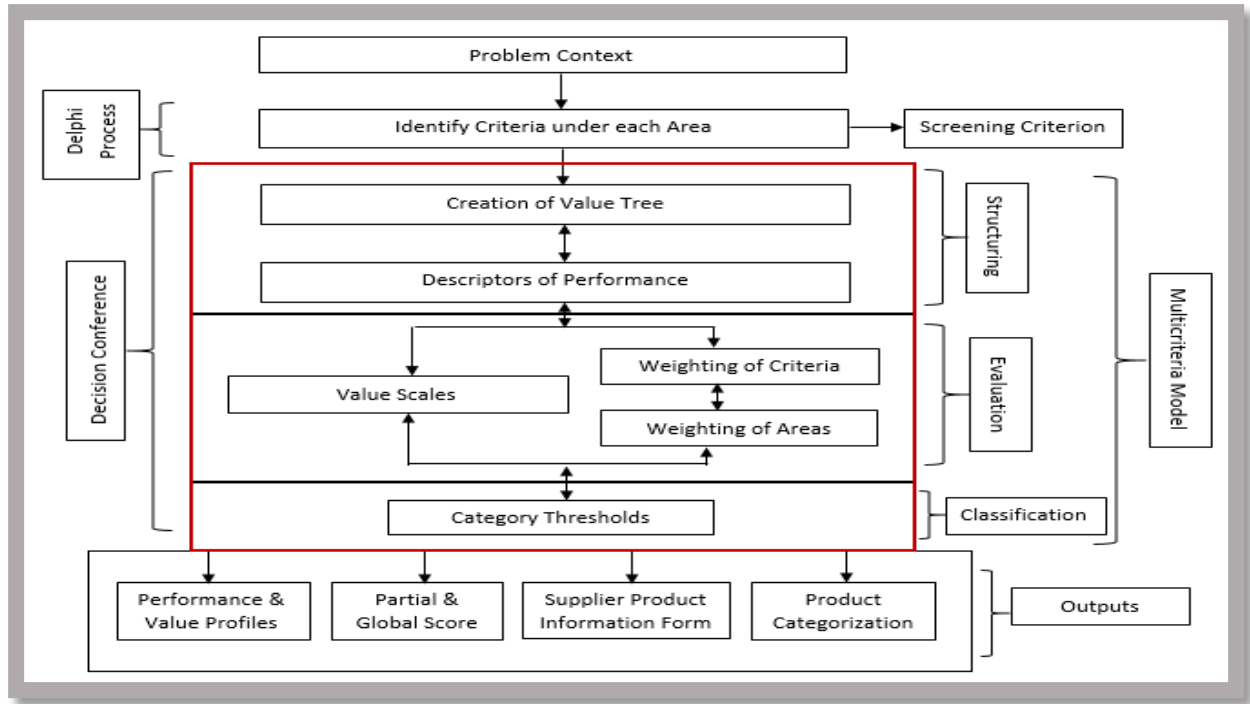 Problem Context
Delphi
Process
Identify Criteria under each Area
Screening Criterion
Creation of Value Tree
Structuring
Descriptors of Performance
Decision Conference
Multicriteria Model
Weighting of Criteria
Evaluation
Value Scales
Weighting of Areas
Category Thresholds
Classification
Performance &
Value Profiles
Partial &
Global Score
Supplier Product
Information Form
Product
Categorization
Outputs